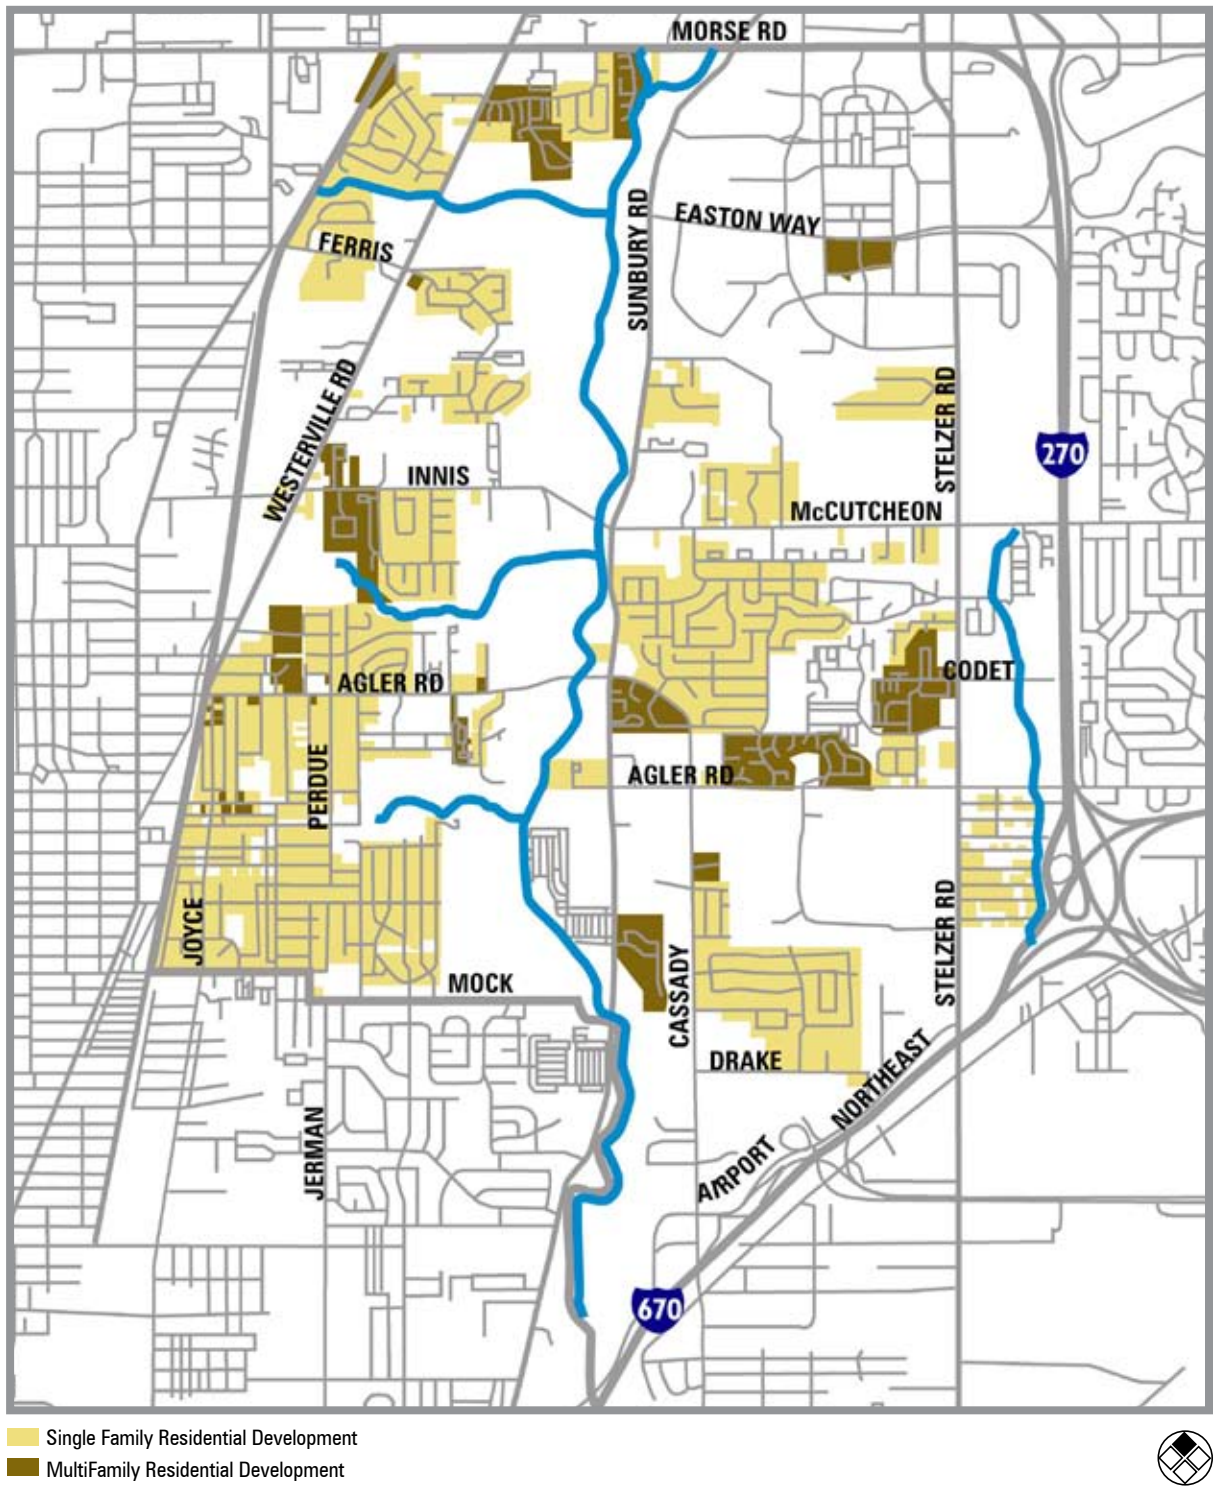 MORSE RD
SUNBURY RD
EASTON WAY
FERRIS
WESTERVILLE RD
STELZER RD
270
INNIS
McCUTCHEON
CODET
AGLER RD
PERDUE
AGLER RD
JOYCE
STELZER RD
MOCK
CASSADY
DRAKE
NORTHEAST
AIRPORT
JERMAN
670
Single Family Residential Development
MultiFamily Residential Development